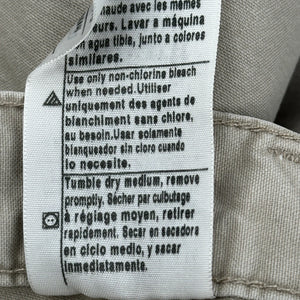 chaude avec les mêmes
urs. Lavar a máquina
agua tibia, junto a colores
similares.
Use only non-chlorine bleach
when needed. Utiliser
uniquement des agents de
blanchiment sans chlore,
au besoin. Usar solamente
blanqueador sin cloro cuando
lo necesite.
Tumble dry medium, remove
promptly. Sécher par culbutage
à réglage moyen, retirer
rapidement. Secar en secadora
en ciclo medio, y sacar
inmediatamente.